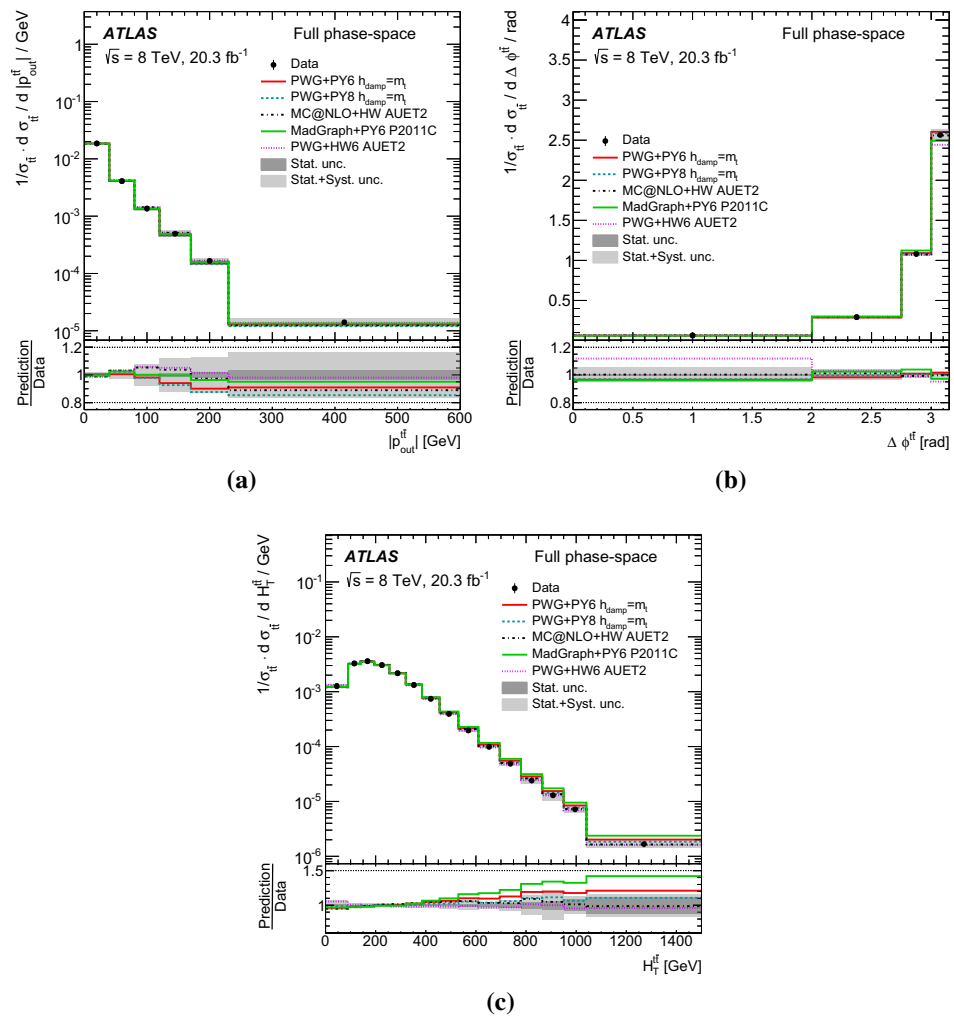 1/σ_tt̄ · d σ_tt̄ / d |p_out^tt̄| / GeV
ATLAS Full phase-space
√s = 8 TeV, 20.3 fb⁻¹
Data
PWG+PY6 h_damp=m_t
PWG+PY8 h_damp=m_t
MC@NLO+HW AUET2
MadGraph+PY6 P2011C
PWG+HW6 AUET2
Stat. unc.
Stat.+Syst. unc.
1
10⁻¹
10⁻²
10⁻³
10⁻⁴
10⁻⁵
Prediction
Data
1.2
1
0.8
0 100 200 300 400 500 600
|p_out^tt̄| [GeV]
(a)
1/σ_tt̄ · d σ_tt̄ / d Δ ϕ^tt̄ / rad
ATLAS Full phase-space
√s = 8 TeV, 20.3 fb⁻¹
Data
PWG+PY6 h_damp=m_t
PWG+PY8 h_damp=m_t
MC@NLO+HW AUET2
MadGraph+PY6 P2011C
PWG+HW6 AUET2
Stat. unc.
Stat.+Syst. unc.
4
3.5
3
2.5
2
1.5
1
0.5
Prediction
Data
1.2
1
0.8
0 0.5 1 1.5 2 2.5 3
Δ ϕ^tt̄ [rad]
(b)
1/σ_tt̄ · d σ_tt̄ / d H_T^tt̄ / GeV
ATLAS Full phase-space
√s = 8 TeV, 20.3 fb⁻¹
Data
PWG+PY6 h_damp=m_t
PWG+PY8 h_damp=m_t
MC@NLO+HW AUET2
MadGraph+PY6 P2011C
PWG+HW6 AUET2
Stat. unc.
Stat.+Syst. unc.
10⁻¹
10⁻²
10⁻³
10⁻⁴
10⁻⁵
10⁻⁶
Prediction
Data
1.5
1
0 200 400 600 800 1000 1200 1400
H_T^tt̄ [GeV]
(c)